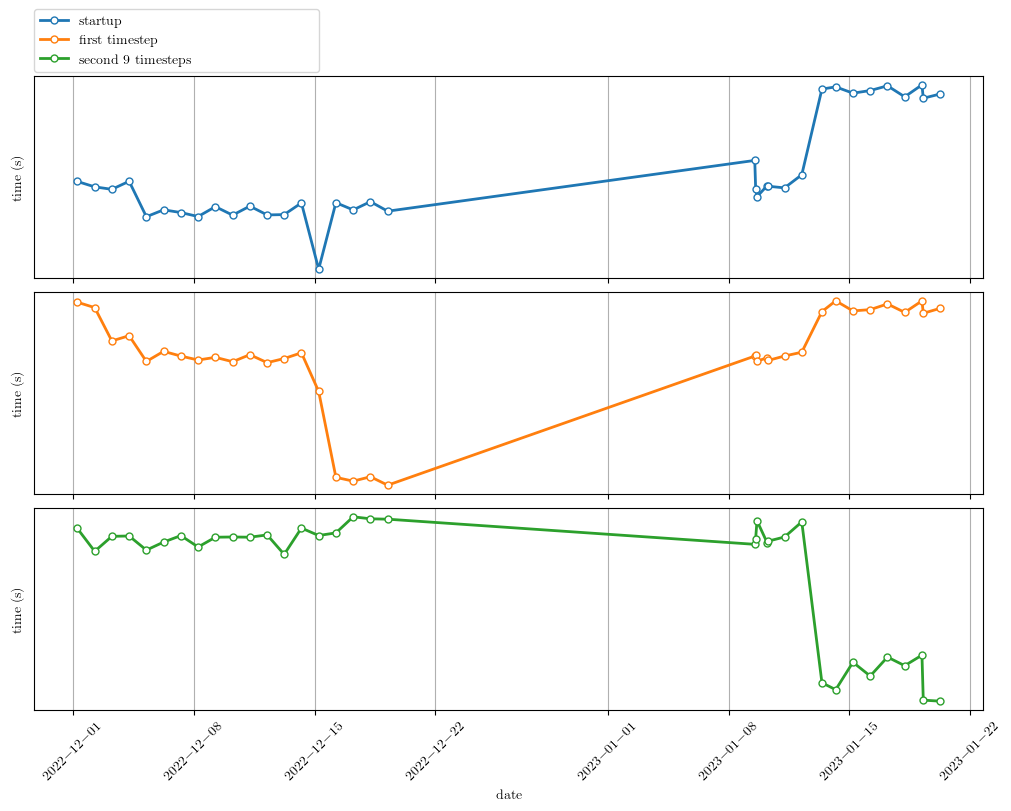 startup
first timestep
second 9 timesteps
time (s)
time (s)
time (s)
2022−12−01
2022−12−08
2022−12−15
2022−12−22
2023−01−01
2023−01−08
2023−01−15
2023−01−22
date